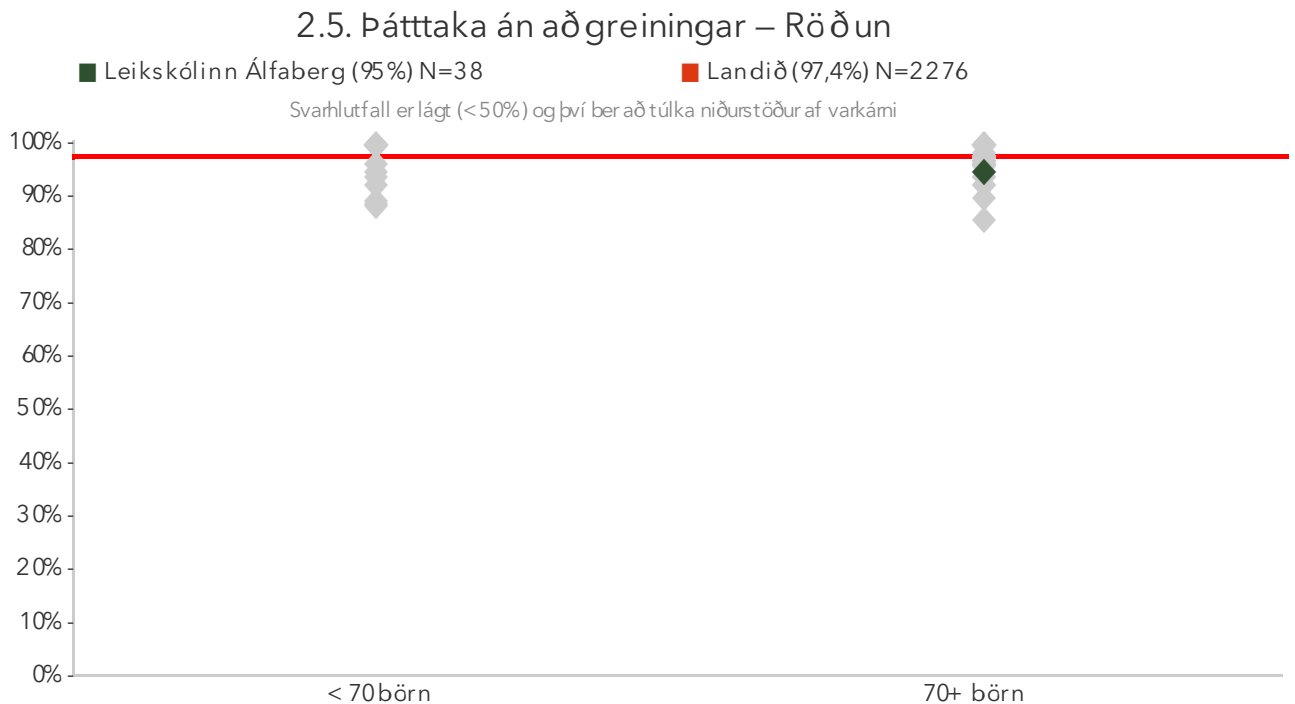 2.5. Þátttaka án aðgreiningar – Röðun
Leikskólinn Álfaberg (95%) N=38
Landið (97,4%) N=2276
Svarhlutfall er lágt (<50%) og því ber að túlka niðurstöður af varkárni
100%
90%
80%
70%
60%
50%
40%
30%
20%
10%
0%
< 70 börn
70+ börn